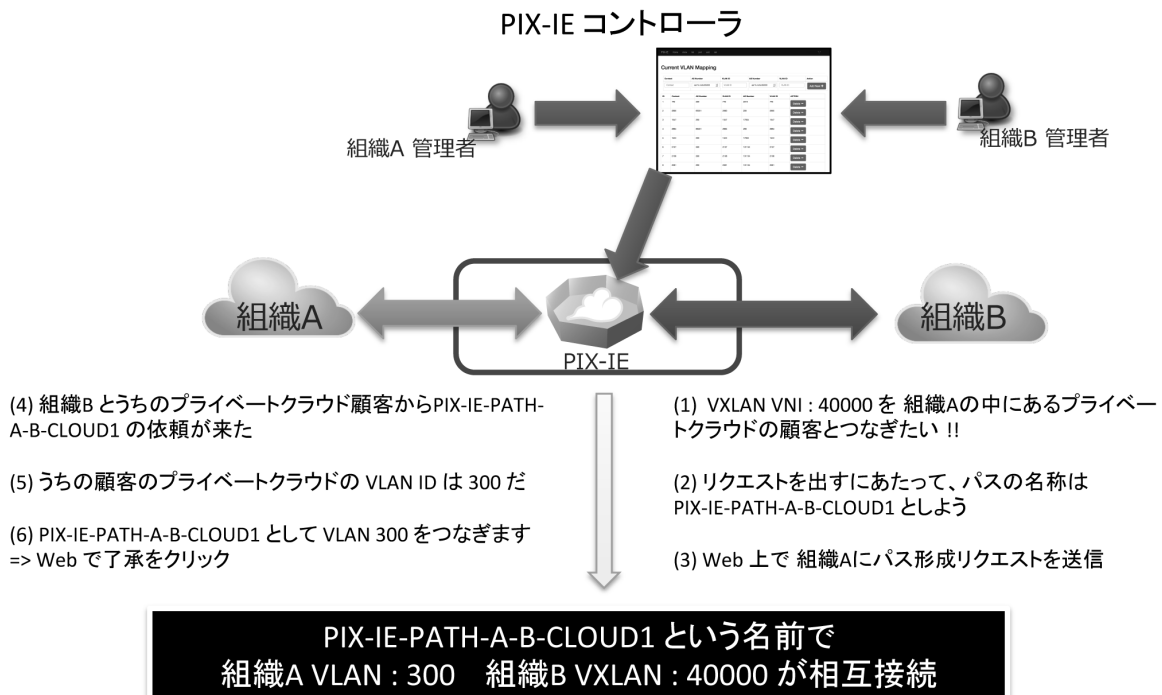 PIX-IE コントローラ
Current VLAN Mapping
組織A 管理者
組織B 管理者
組織A
PIX-IE
組織B
(4) 組織B とうちのプライベートクラウド顧客からPIX-IE-PATH-
A-B-CLOUD1 の依頼が来た
(5) うちの顧客のプライベートクラウドの VLAN ID は 300 だ
(6) PIX-IE-PATH-A-B-CLOUD1 として VLAN 300 をつなぎます
=> Web で了承をクリック
(1) VXLAN VNI : 40000 を 組織Aの中にあるプライベー
トクラウドの顧客とつなぎたい !!
(2) リクエストを出すにあたって、パスの名称は
PIX-IE-PATH-A-B-CLOUD1 としよう
(3) Web 上で 組織Aにパス形成リクエストを送信
PIX-IE-PATH-A-B-CLOUD1 という名前で
組織A VLAN : 300 組織B VXLAN : 40000 が相互接続